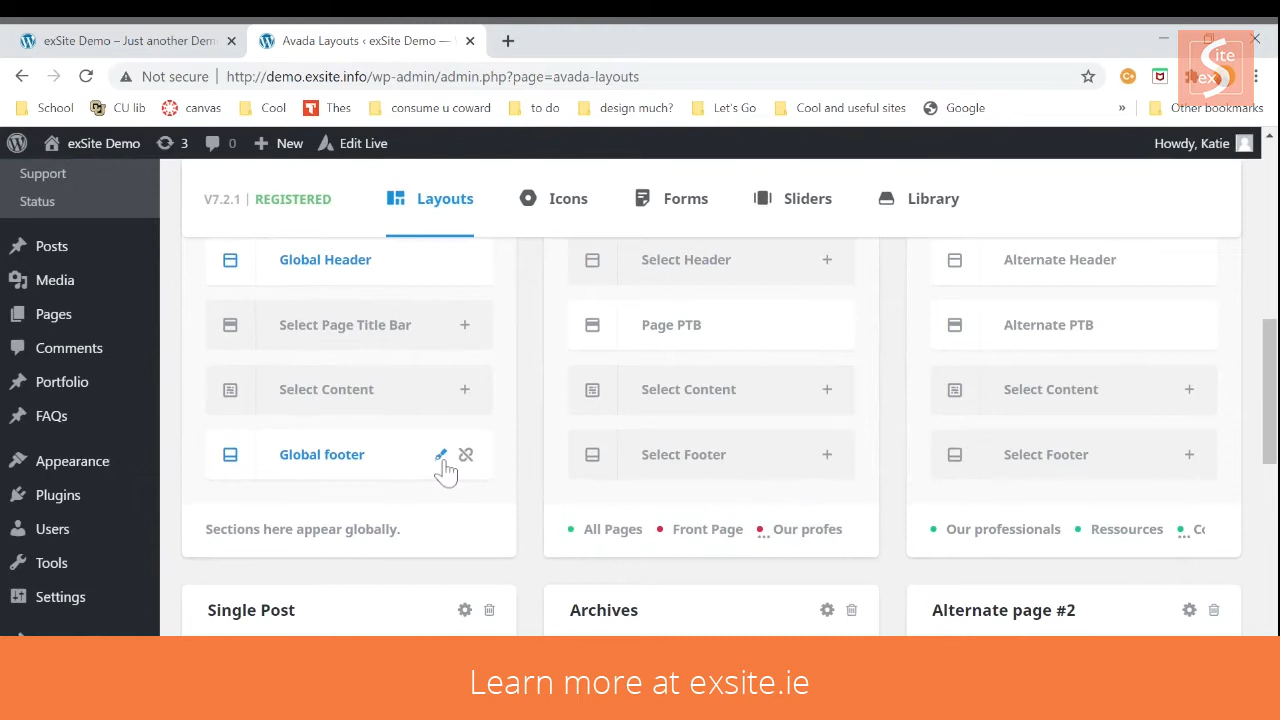 exSite Demo – Just another Dem
Avada Layouts ‹ exSite Demo —
Site
ex
Not secure | http://demo.exsite.info/wp-admin/admin.php?page=avada-layouts
School CU lib canvas Cool Thes consume u coward to do design much? Let's Go Cool and useful sites Google » Other bookmarks
exSite Demo 3 0 New Edit Live Howdy, Katie
Support
Status
Posts
Media
Pages
Comments
Portfolio
FAQs
Appearance
Plugins
Users
Tools
Settings
V7.2.1 | REGISTERED Layouts Icons Forms Sliders Library
Global Header Select Header + Alternate Header
Select Page Title Bar + Page PTB Alternate PTB
Select Content + Select Content + Select Content +
Global footer Select Footer + Select Footer +
Sections here appear globally. All Pages Front Page Our profes Our professionals Ressources Cc
Single Post Archives Alternate page #2
Learn more at exsite.ie